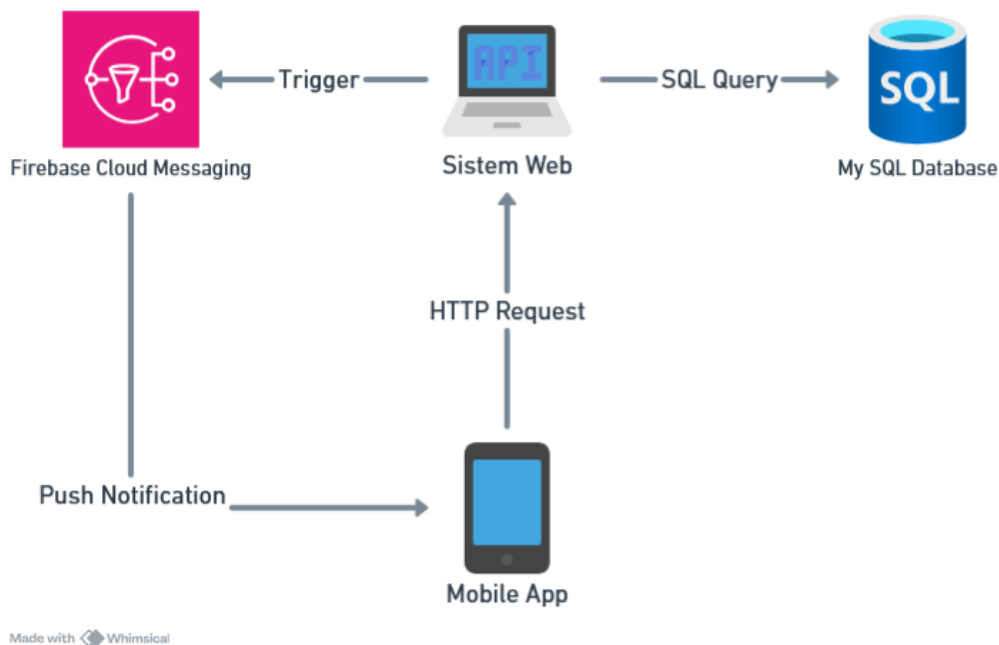 API
Trigger
SQL Query
SQL
Firebase Cloud Messaging
Sistem Web
My SQL Database
HTTP Request
Push Notification
Mobile App
Made with Whimsical